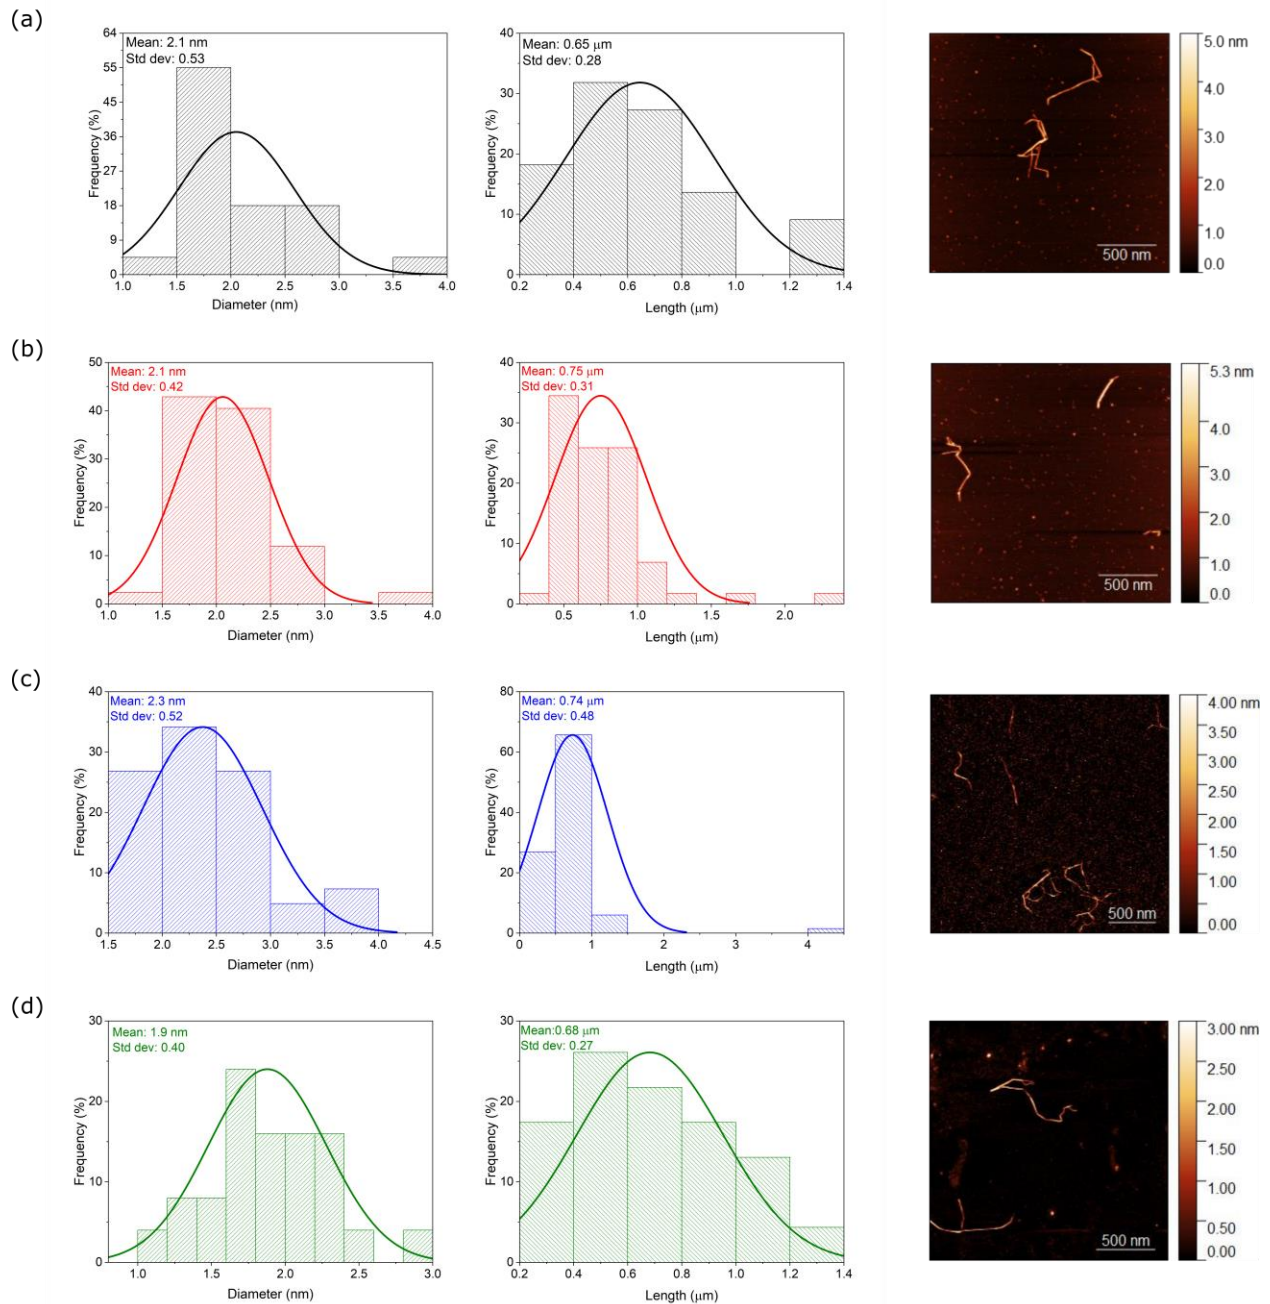 (a)
Mean: 2.1 nm
Std dev: 0.53
64
55
45
36
27
18
9
0
Frequency (%)
1.0 1.5 2.0 2.5 3.0 3.5 4.0
Diameter (nm)
Mean: 0.65 μm
Std dev: 0.28
40
30
20
10
0
Frequency (%)
0.2 0.4 0.6 0.8 1.0 1.2 1.4
Length (μm)
500 nm
5.0 nm
4.0
3.0
2.0
1.0
0.0
(b)
Mean: 2.1 nm
Std dev: 0.42
50
40
30
20
10
0
Frequency (%)
1.0 1.5 2.0 2.5 3.0 3.5 4.0
Diameter (nm)
Mean: 0.75 μm
Std dev: 0.31
40
30
20
10
0
Frequency (%)
0.5 1.0 1.5 2.0
Length (μm)
500 nm
5.3 nm
4.0
3.0
2.0
1.0
0.0
(c)
Mean: 2.3 nm
Std dev: 0.52
40
30
20
10
0
Frequency (%)
1.5 2.0 2.5 3.0 3.5 4.0 4.5
Diameter (nm)
Mean: 0.74 μm
Std dev: 0.48
80
60
40
20
0
Frequency (%)
0 1 2 3 4
Length (μm)
500 nm
4.00 nm
3.50
3.00
2.50
2.00
1.50
1.00
0.00
(d)
Mean: 1.9 nm
Std dev: 0.40
30
20
10
0
Frequency (%)
1.0 1.5 2.0 2.5 3.0
Diameter (nm)
Mean:0.68 μm
Std dev: 0.27
30
20
10
0
Frequency (%)
0.2 0.4 0.6 0.8 1.0 1.2 1.4
Length (μm)
500 nm
3.00 nm
2.50
2.00
1.50
1.00
0.50
0.00